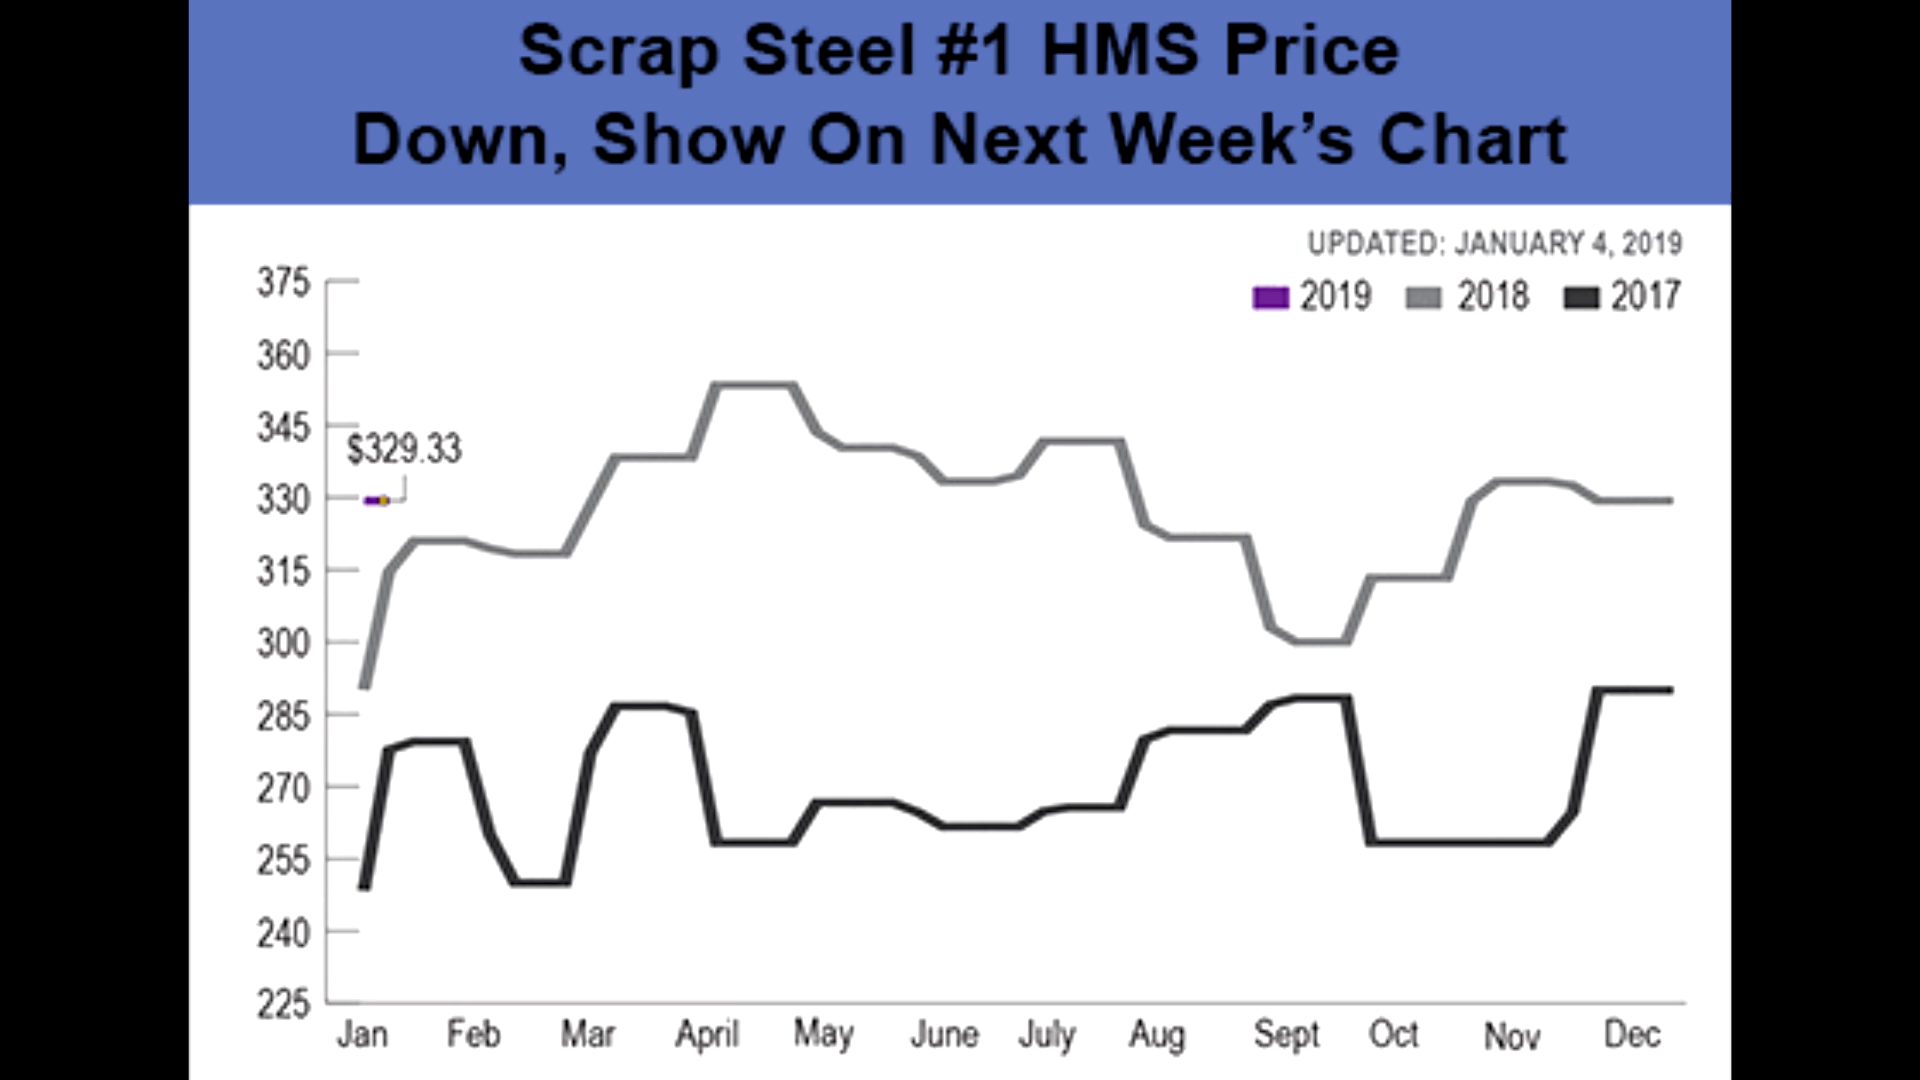 Scrap Steel #1 HMS Price
Down, Show On Next Week’s Chart
UPDATED: JANUARY 4, 2019
2019 2018 2017
375
360
345
$329.33
330
315
300
285
270
255
240
225
Jan Feb Mar April May June July Aug Sept Oct Nov Dec